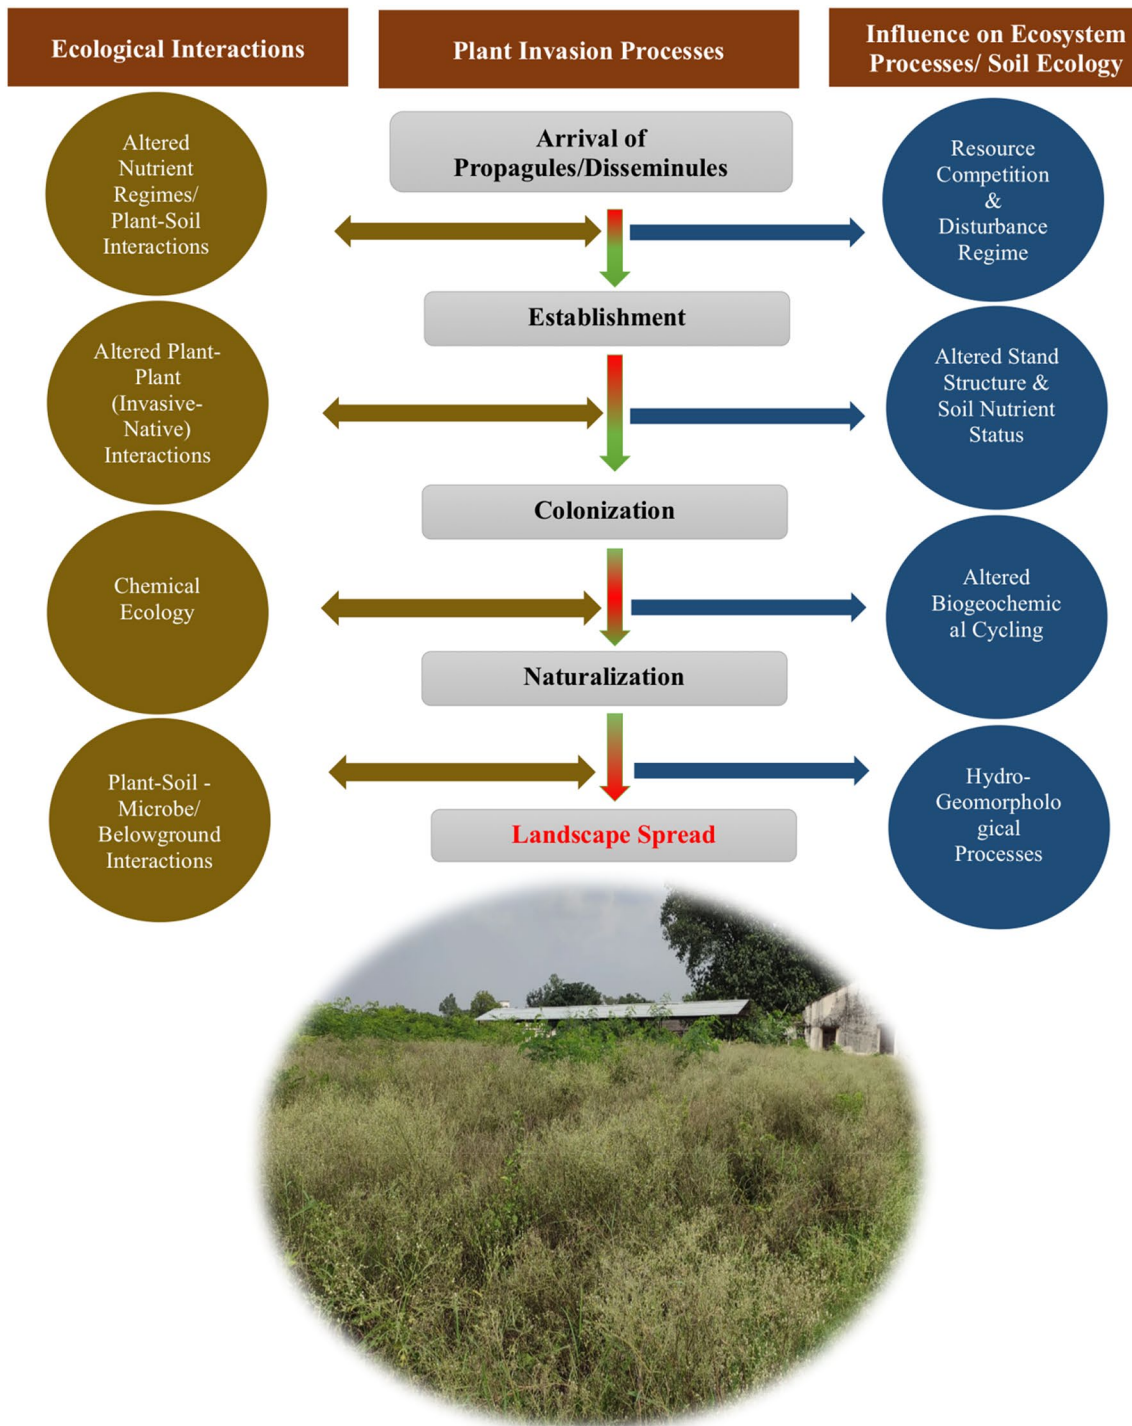 Ecological Interactions
Plant Invasion Processes
Influence on Ecosystem
Processes/ Soil Ecology
Altered
Nutrient
Regimes/
Plant-Soil
Interactions
Arrival of
Propagules/Disseminules
Resource
Competition
&
Disturbance
Regime
Establishment
Altered Plant-
Plant
(Invasive-
Native)
Interactions
Altered Stand
Structure &
Soil Nutrient
Status
Colonization
Chemical
Ecology
Altered
Biogeochemic
al Cycling
Naturalization
Plant-Soil -
Microbe/
Belowground
Interactions
Hydro-
Geomorpholo
gical
Processes
Landscape Spread